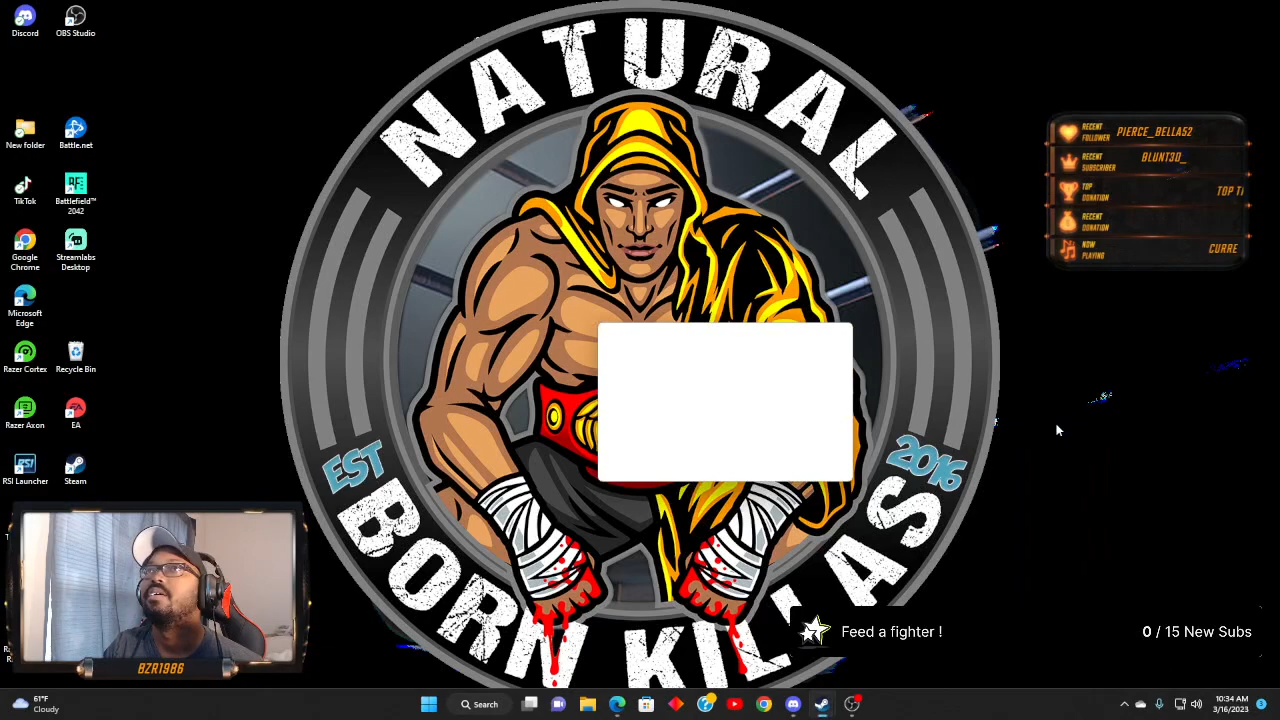 Discord
OBS Studio
New folder
Battle.net
TikTok
Battlefield™
2042
Google
Chrome
Streamlabs
Desktop
Microsoft
Edge
Razer Cortex
Recycle Bin
Razer Axon
EA
RSI Launcher
Steam
NATURAL
BORN KILLAS
EST
2016
RECENT
FOLLOWER
PIERCE_BELLA52
RECENT
SUBSCRIBER
BLUNT3D_
TOP
DONATION
TOP TI
RECENT
DONATION
NOW
PLAYING
CURRE
BZR1986
Feed a fighter !
0 / 15 New Subs
61°F
Cloudy
Search
10:34 AM
3/16/2023